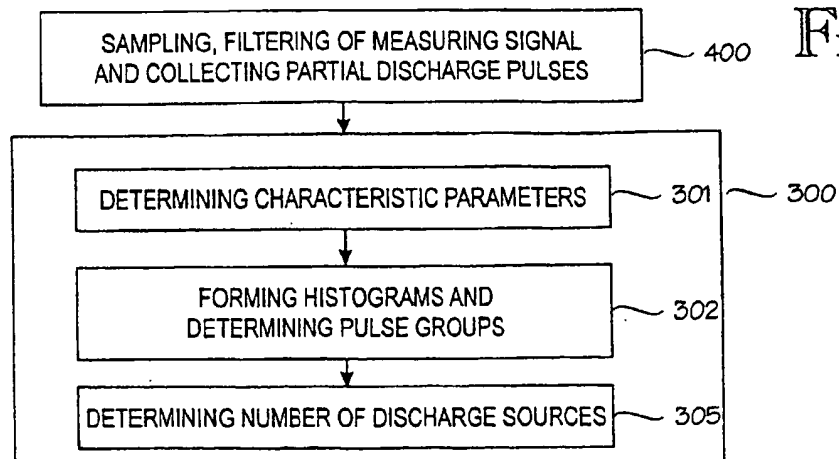 SAMPLING, FILTERING OF MEASURING SIGNAL
AND COLLECTING PARTIAL DISCHARGE PULSES
400
DETERMINING CHARACTERISTIC PARAMETERS
301
300
FORMING HISTOGRAMS AND
DETERMINING PULSE GROUPS
302
DETERMINING NUMBER OF DISCHARGE SOURCES
305